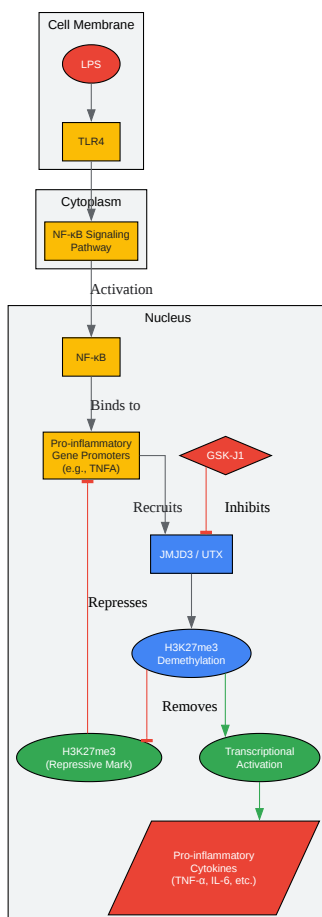 Cell Membrane
LPS
TLR4
Cytoplasm
NF-κB Signaling
Pathway
Activation
Nucleus
NF-κB
Binds to
Pro-inflammatory
Gene Promoters
(e.g., TNFA)
GSK-J1
Recruits
Inhibits
JMJD3 / UTX
Represses
H3K27me3
Demethylation
Removes
H3K27me3
(Repressive Mark)
Transcriptional
Activation
Pro-inflammatory
Cytokines
(TNF-α, IL-6, etc.)